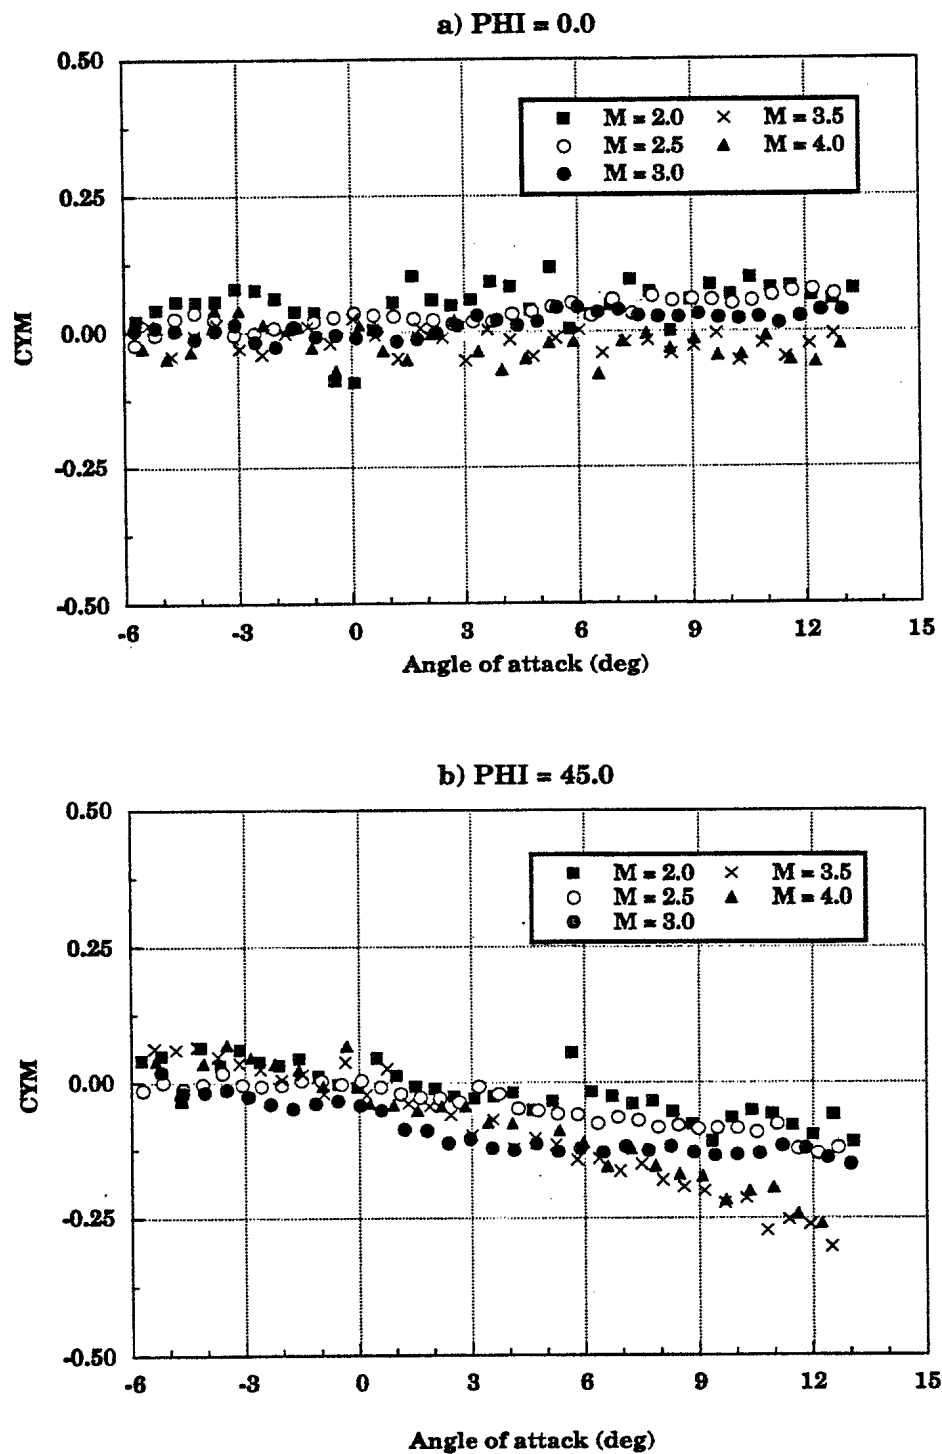 a) PHI = 0.0
0.50
M = 2.0 M = 3.5
M = 2.5 M = 4.0
M = 3.0
0.25
0.00
CYM
-0.25
-0.50
-6 -3 0 3 6 9 12 15
Angle of attack (deg)
b) PHI = 45.0
0.50
M = 2.0 M = 3.5
M = 2.5 M = 4.0
M = 3.0
0.25
0.00
CYM
-0.25
-0.50
-6 -3 0 3 6 9 12 15
Angle of attack (deg)